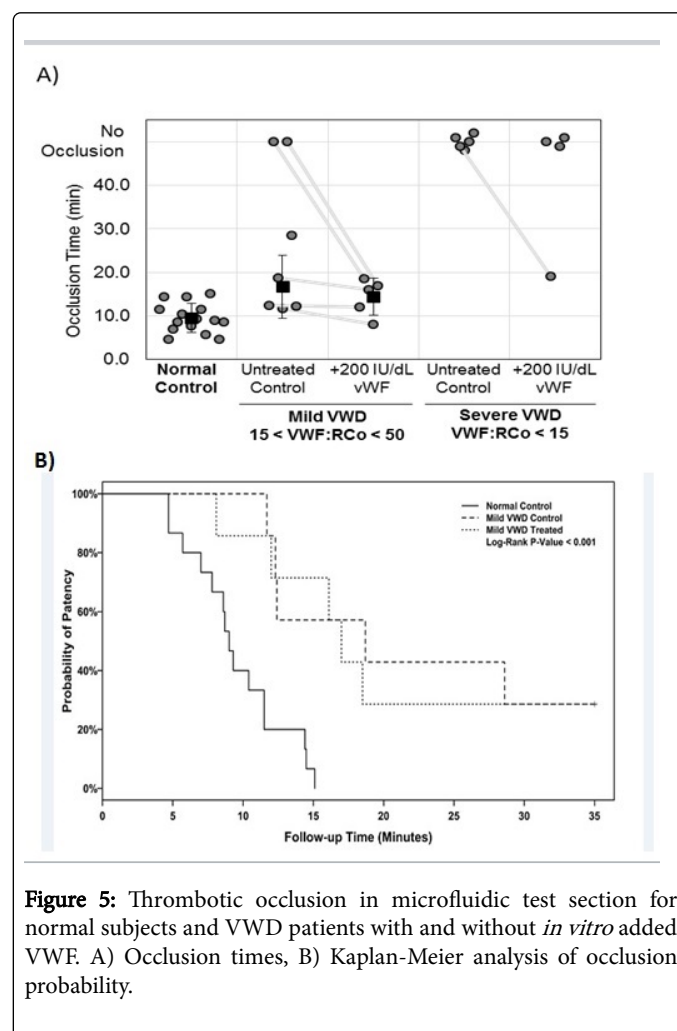 A)
No
Occlusion
40.0
30.0
20.0
10.0
0.0
Occlusion Time (min)
Normal
Control
Untreated
Control
+200 IU/dL
vWF
Untreated
Control
+200 IU/dL
vWF
Mild VWD
15 < VWF:RCo < 50
Severe VWD
VWF:RCo < 15
B)
100%
80%
60%
40%
20%
0%
Probability of Patency
Normal Control
Mild VWD Control
Mild VWD Treated
Log-Rank P-Value < 0.001
0 5 10 15 20 25 30 35
Follow-up Time (Minutes)
Figure 5: Thrombotic occlusion in microfluidic test section for
normal subjects and VWD patients with and without in vitro added
VWF. A) Occlusion times, B) Kaplan-Meier analysis of occlusion
probability.